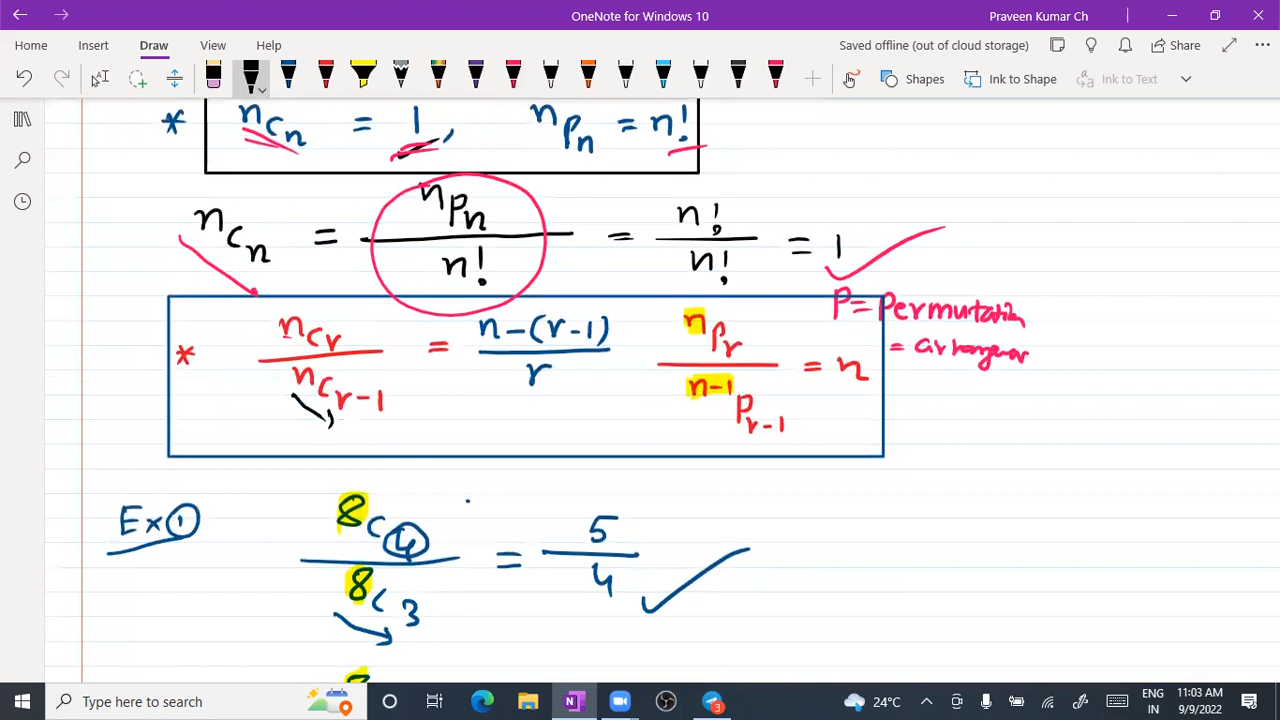 OneNote for Windows 10
Praveen Kumar Ch
Home Insert Draw View Help
Saved offline (out of cloud storage)
Share
Shapes
Ink to Shape
Ink to Text
* nCn = 1, nPn = n!
nCn = nPn / n! = n! / n! = 1
P = Permutation
=
* nCr / nCr-1 = n-(r-1) / r nPr / n-1Pr-1 = n
Ex 1 8C4 / 8C3 = 5 / 4
8
Type here to search
3
24°C
ENG
IN
11:03 AM
9/9/2022